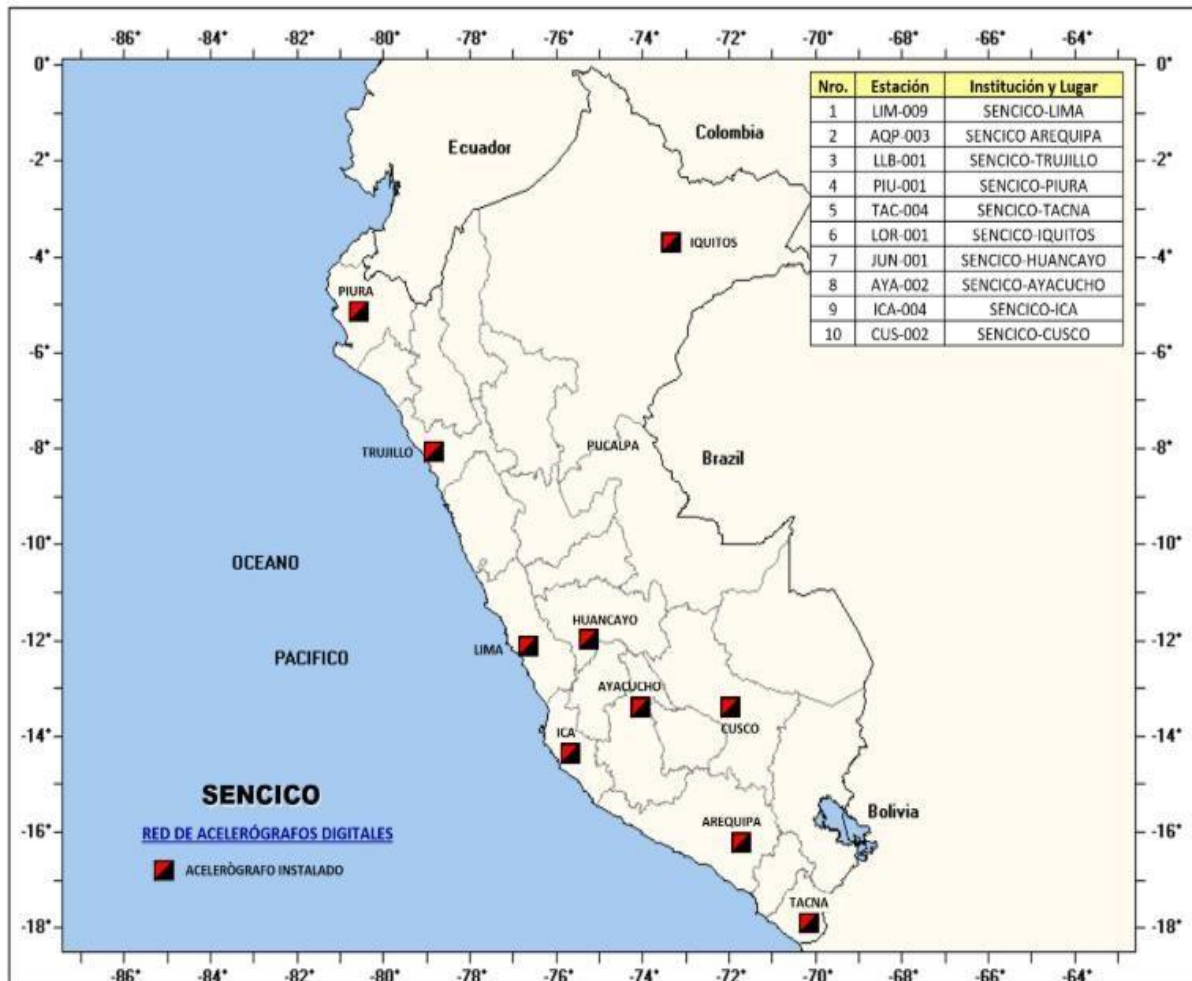 -86° -84° -82° -80° -78° -76° -74° -72° -70° -68° -66° -64°
0° 0°
Nro. Estación Institución y Lugar
1 LIM-009 SENCICO-LIMA
2 AQP-003 SENCICO AREQUIPA
3 LLB-001 SENCICO-TRUJILLO
4 PIU-001 SENCICO-PIURA
5 TAC-004 SENCICO-TACNA
6 LOR-001 SENCICO-IQUITOS
7 JUN-001 SENCICO-HUANCAYO
8 AYA-002 SENCICO-AYACUCHO
9 ICA-004 SENCICO-ICA
10 CUS-002 SENCICO-CUSCO
Colombia
Ecuador
-2° -2°
IQUITOS
-4° -4°
PIURA
-6° -6°
PUCALPA
TRUJILLO
-8° -8°
Brazil
-10° -10°
OCEANO
HUANCAYO
-12° -12°
LIMA
PACIFICO
AYACUCHO
CUSCO
ICA
-14° -14°
SENCICO
Bolivia
AREQUIPA
RED DE ACELERÓGRAFOS DIGITALES
-16° -16°
ACELERÒGRAFO INSTALADO
TACNA
-18° -18°
-86° -84° -82° -80° -78° -76° -74° -72° -70° -68° -66° -64°